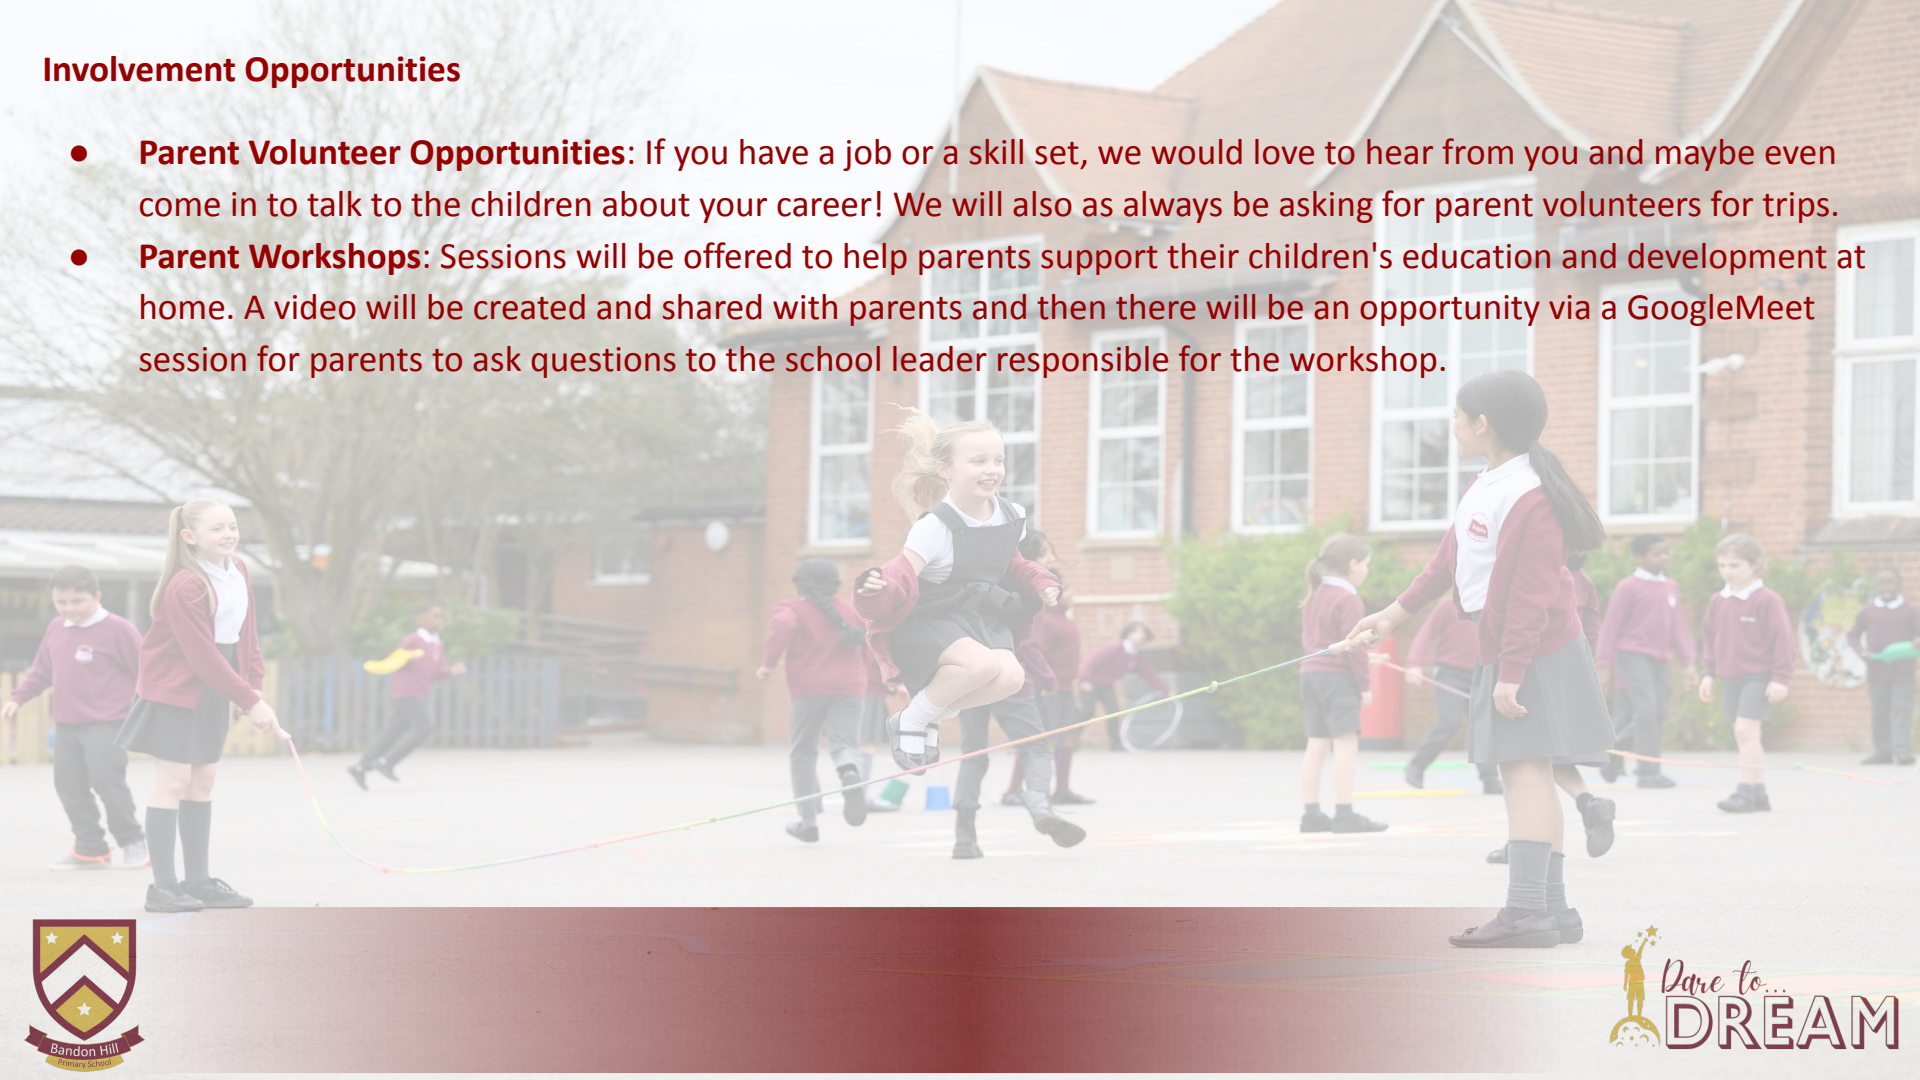 Involvement Opportunities
● Parent Volunteer Opportunities: If you have a job or a skill set, we would love to hear from you and maybe even
come in to talk to the children about your career! We will also as always be asking for parent volunteers for trips.
● Parent Workshops: Sessions will be offered to help parents support their children's education and development at
home. A video will be created and shared with parents and then there will be an opportunity via a GoogleMeet
session for parents to ask questions to the school leader responsible for the workshop.
Bandon Hill
Primary School
Dare to...
DREAM